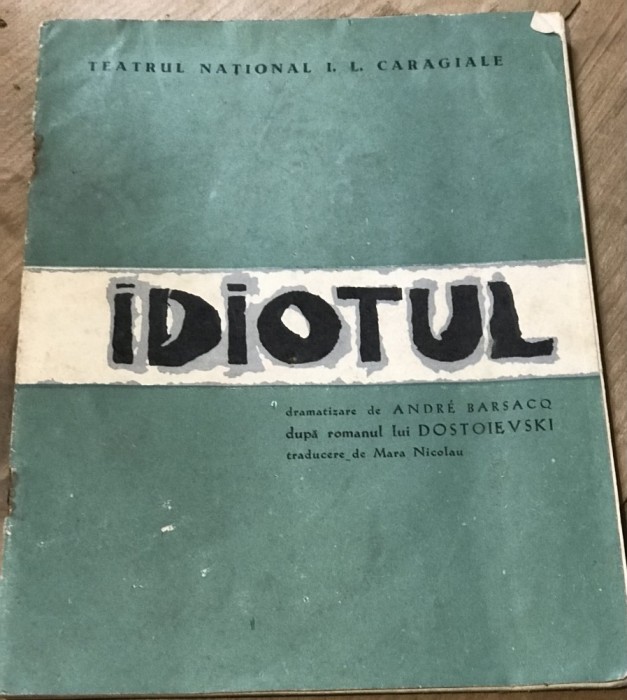 TEATRUL NAȚIONAL I. L. CARAGIALE
iDiOTUL
dramatizare de ANDRÉ BARSACQ
după romanul lui DOSTOIEVSKI
traducere de Mara Nicolau